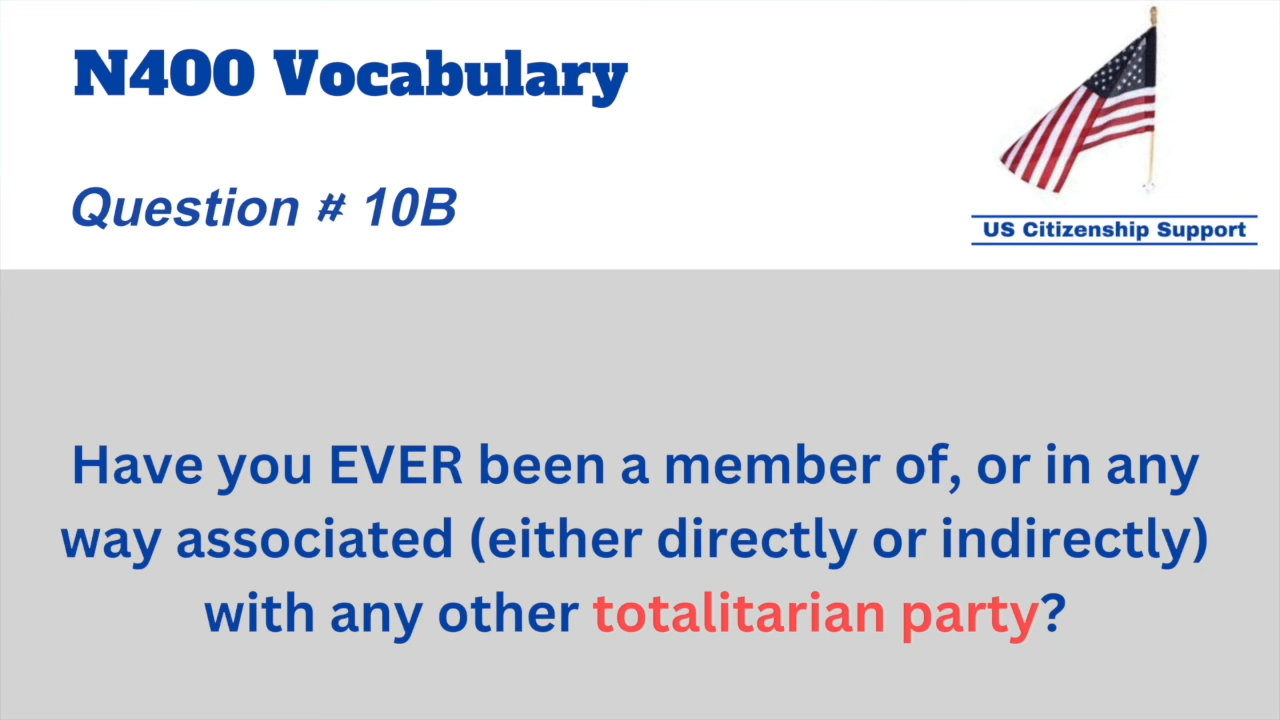 N400 Vocabulary
Question # 10B
US Citizenship Support
Have you EVER been a member of, or in any
way associated (either directly or indirectly)
with any other totalitarian party?